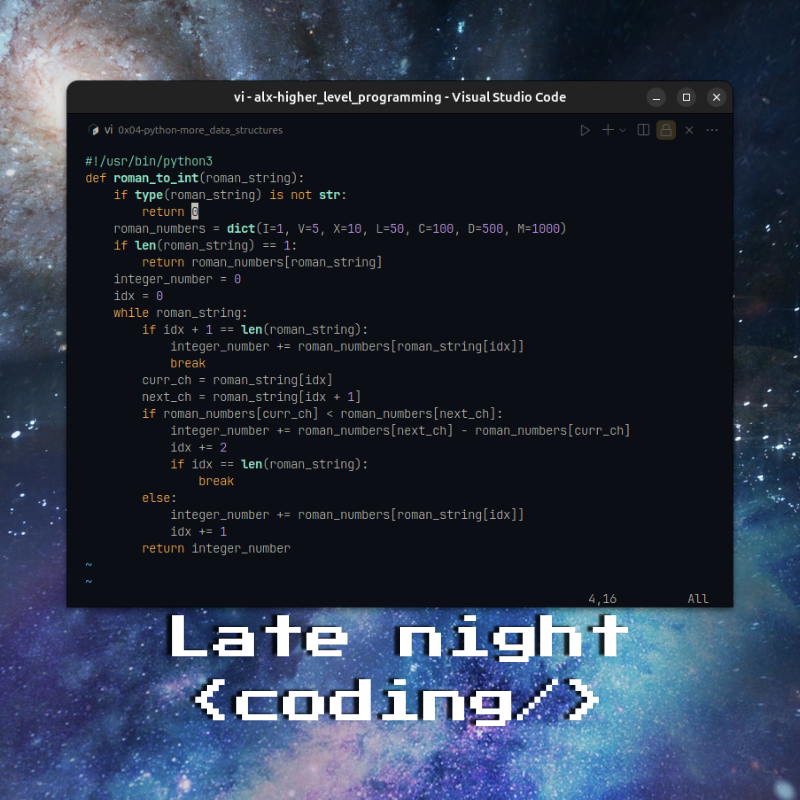 vi - alx-higher_level_programming - Visual Studio Code
vi 0x04-python-more_data_structures
#!/usr/bin/python3
def roman_to_int(roman_string):
    if type(roman_string) is not str:
        return 0
    roman_numbers = dict(I=1, V=5, X=10, L=50, C=100, D=500, M=1000)
    if len(roman_string) == 1:
        return roman_numbers[roman_string]
    integer_number = 0
    idx = 0
    while roman_string:
        if idx + 1 == len(roman_string):
            integer_number += roman_numbers[roman_string[idx]]
            break
        curr_ch = roman_string[idx]
        next_ch = roman_string[idx + 1]
        if roman_numbers[curr_ch] < roman_numbers[next_ch]:
            integer_number += roman_numbers[next_ch] - roman_numbers[curr_ch]
            idx += 2
            if idx == len(roman_string):
                break
        else:
            integer_number += roman_numbers[roman_string[idx]]
            idx += 1
        return integer_number
~
~
4,16 All
Late night
<coding/>